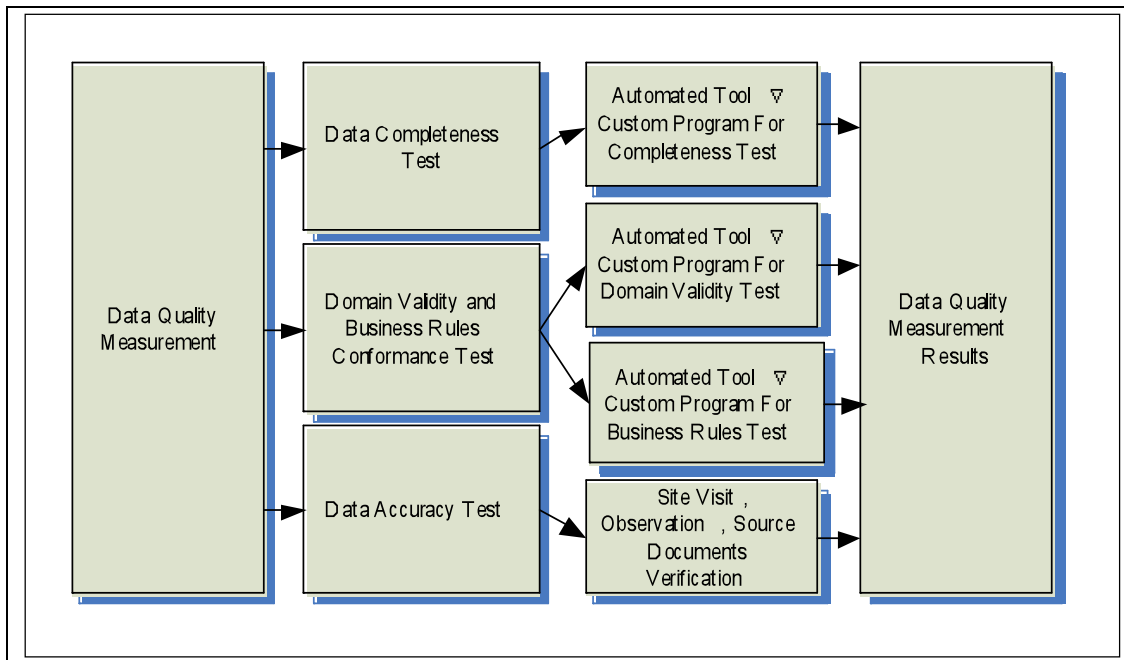 Data Quality
Measurement
Data Completeness
Test
Domain Validity and
Business Rules
Conformance Test
Data Accuracy Test
Automated Tool ∇
Custom Program For
Completeness Test
Automated Tool ∇
Custom Program For
Domain Validity Test
Automated Tool ∇
Custom Program For
Business Rules Test
Site Visit ,
Observation , Source
Documents
Verification
Data Quality
Measurement
Results